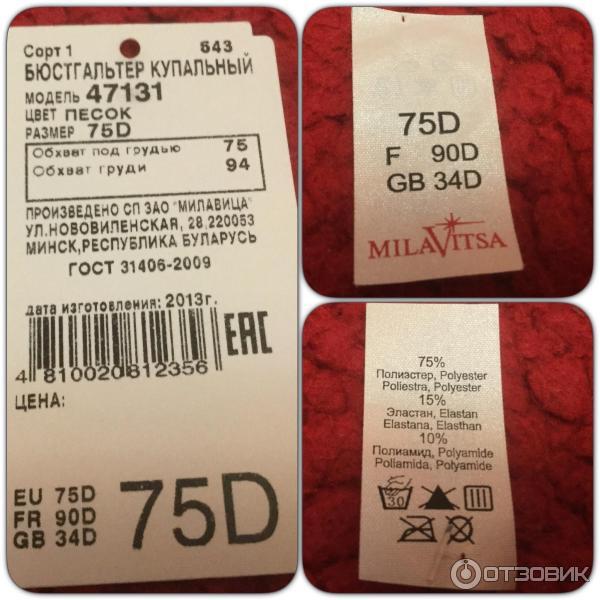 Сорт 1 643
БЮСТГАЛЬТЕР КУПАЛЬНЫЙ
МОДЕЛЬ 47131
ЦВЕТ ПЕСОК
РАЗМЕР 75D
Обхват под грудью 75
Обхват груди 94
ПРОИЗВЕДЕНО СП ЗАО "МИЛАВИЦА"
УЛ.НОВОВИЛЕНСКАЯ, 28,220053
МИНСК,РЕСПУБЛИКА БУЛАРУСЬ
ГОСТ 31406-2009
дата изготовления: 2013г.
EAC
4 810020 812356
ЦЕНА:
EU 75D
FR 90D
GB 34D
75D
75D
F 90D
GB 34D
MILAVITSA
75%
Полиэстер, Polyester
Poliestra, Polyester
15%
Эластан, Elastan
Elastana, Elasthan
10%
Полиамид, Polyamide
Poliamida, Polyamide
30
ОТЗОВИК